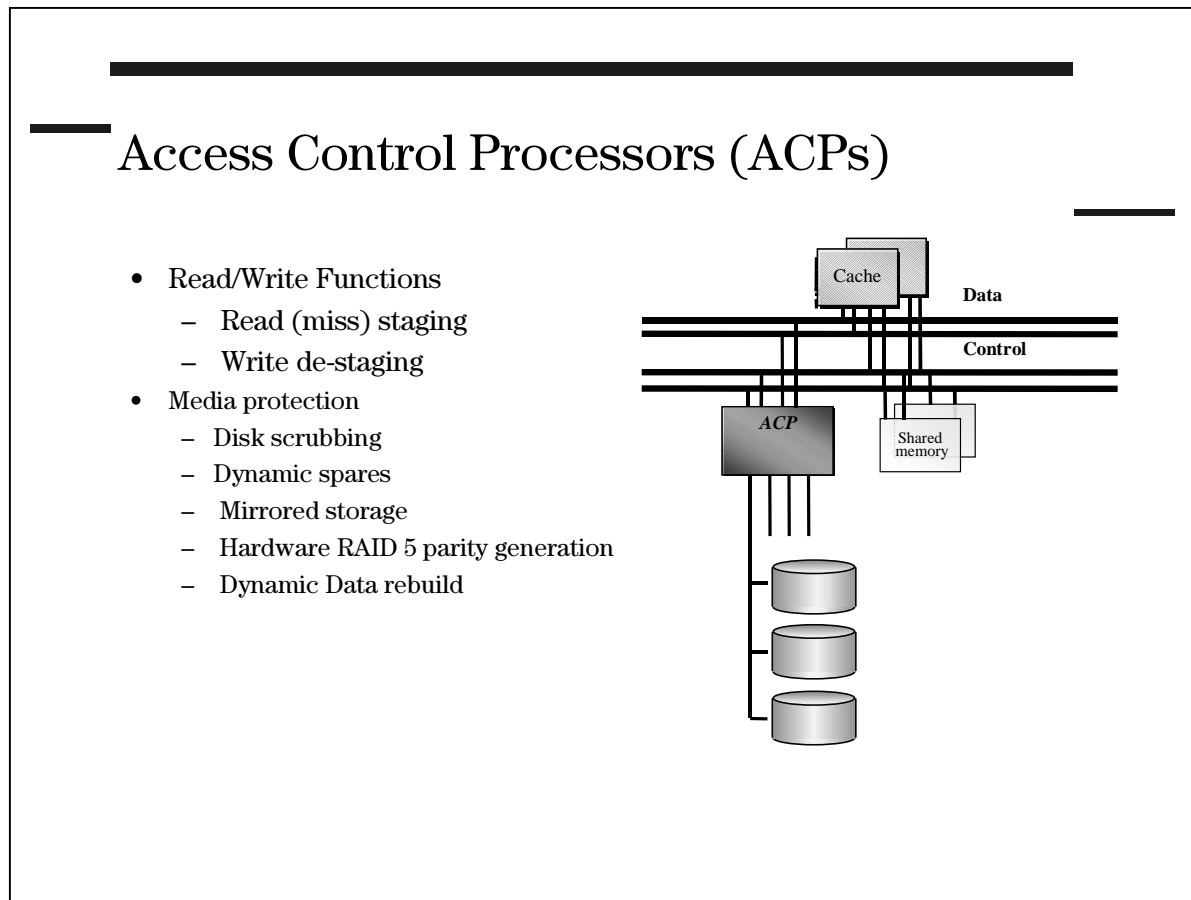 Access Control Processors (ACPs)
• Read/Write Functions
– Read (miss) staging
– Write de-staging
• Media protection
– Disk scrubbing
– Dynamic spares
– Mirrored storage
– Hardware RAID 5 parity generation
– Dynamic Data rebuild
Cache
Data
Control
ACP
Shared
memory